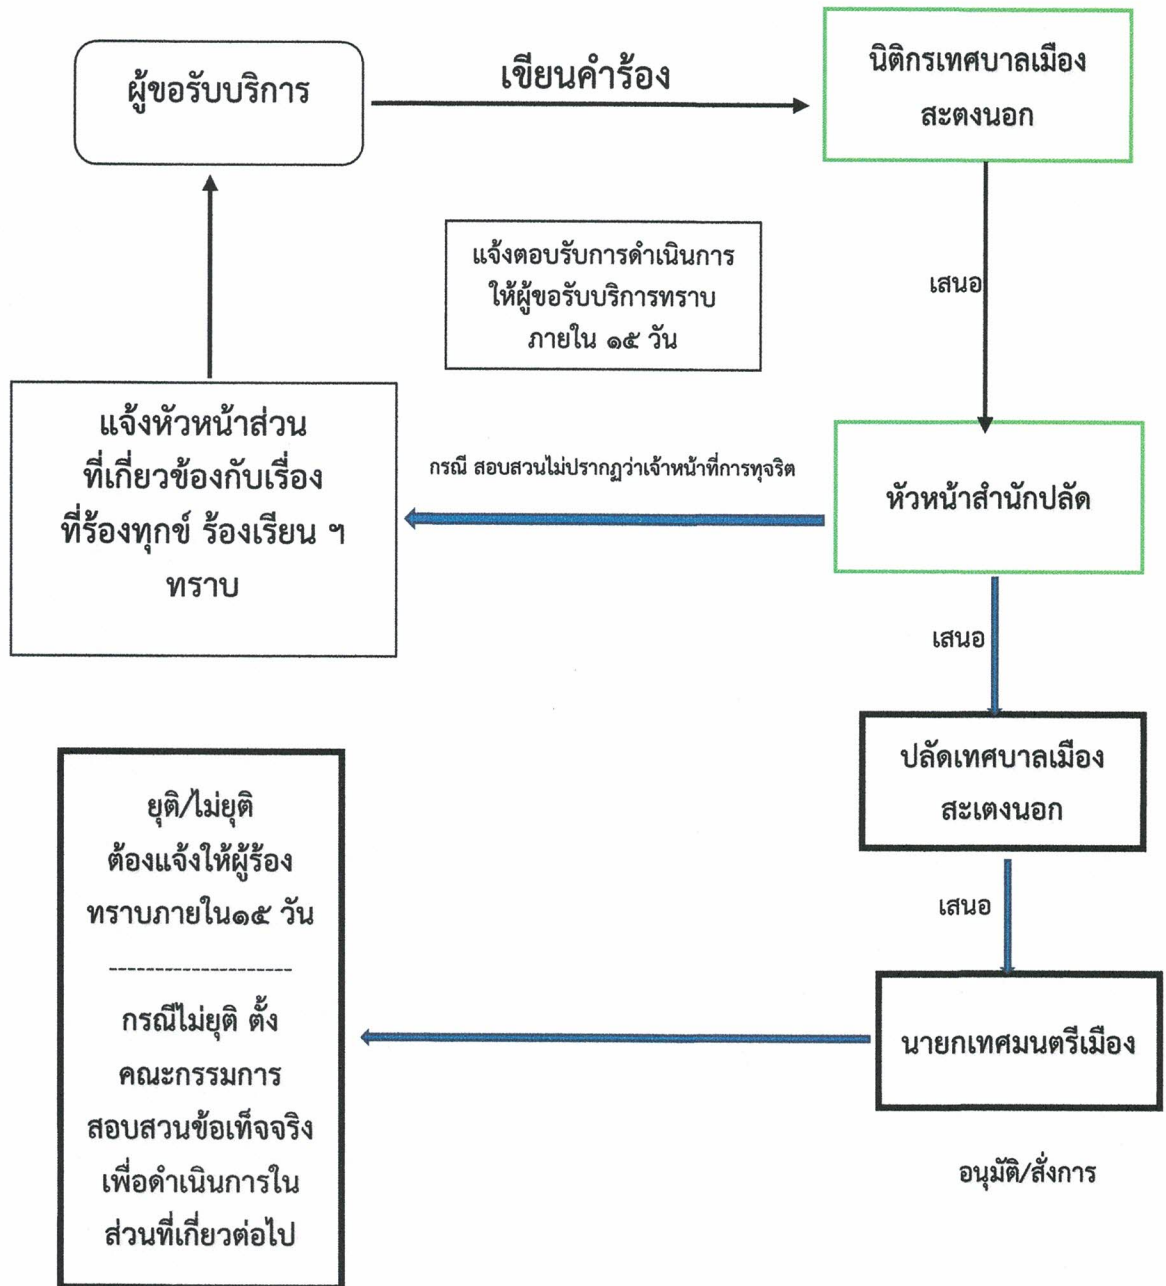 ผู้ขอรับบริการ
เขียนคำร้อง
นิติกรเทศบาลเมือง
สะตงนอก
แจ้งตอบรับการดำเนินการ
ให้ผู้ขอรับบริการทราบ
ภายใน ๑๕ วัน
เสนอ
แจ้งหัวหน้าส่วน
ที่เกี่ยวข้องกับเรื่อง
ที่ร้องทุกข์ ร้องเรียน ฯ
ทราบ
กรณี สอบสวนไม่ปรากฏว่าเจ้าหน้าที่การทุจริต
หัวหน้าสำนักปลัด
เสนอ
ปลัดเทศบาลเมือง
สะเตงนอก
เสนอ
นายกเทศมนตรีเมือง
อนุมัติ/สั่งการ
ยุติ/ไม่ยุติ
ต้องแจ้งให้ผู้ร้อง
ทราบภายใน๑๕ วัน
--------------------
กรณีไม่ยุติ ตั้ง
คณะกรรมการ
สอบสวนข้อเท็จจริง
เพื่อดำเนินการใน
ส่วนที่เกี่ยวต่อไป